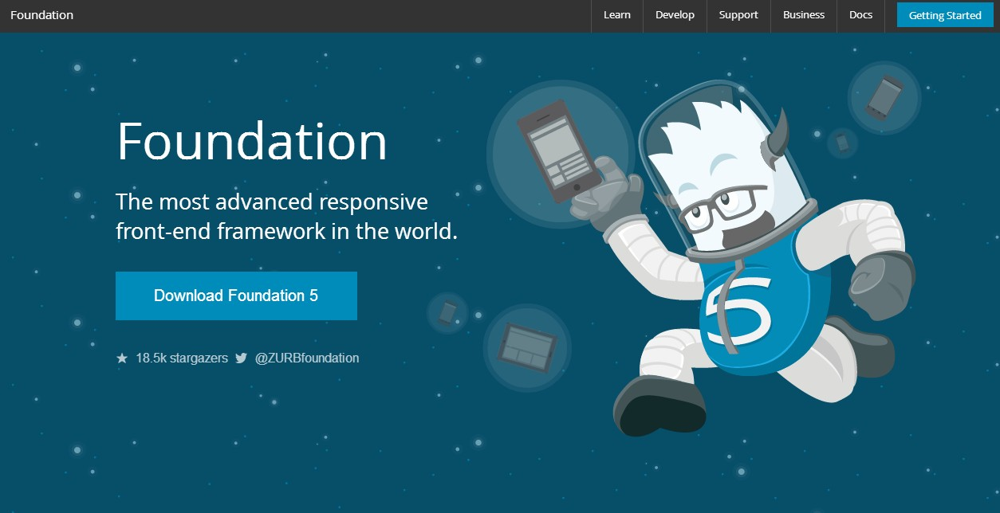 Foundation
Learn
Develop
Support
Business
Docs
Getting Started
Foundation
The most advanced responsive
front-end framework in the world.
Download Foundation 5
18.5k stargazers @ZURBfoundation
5